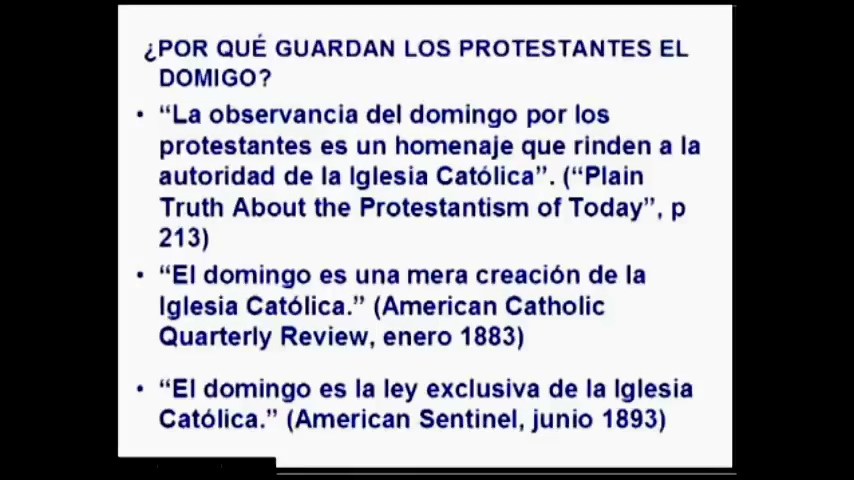 ¿POR QUÉ GUARDAN LOS PROTESTANTES EL
DOMIGO?
• “La observancia del domingo por los
protestantes es un homenaje que rinden a la
autoridad de la Iglesia Católica”. (“Plain
Truth About the Protestantism of Today”, p
213)
• “El domingo es una mera creación de la
Iglesia Católica.” (American Catholic
Quarterly Review, enero 1883)
• “El domingo es la ley exclusiva de la Iglesia
Católica.” (American Sentinel, junio 1893)